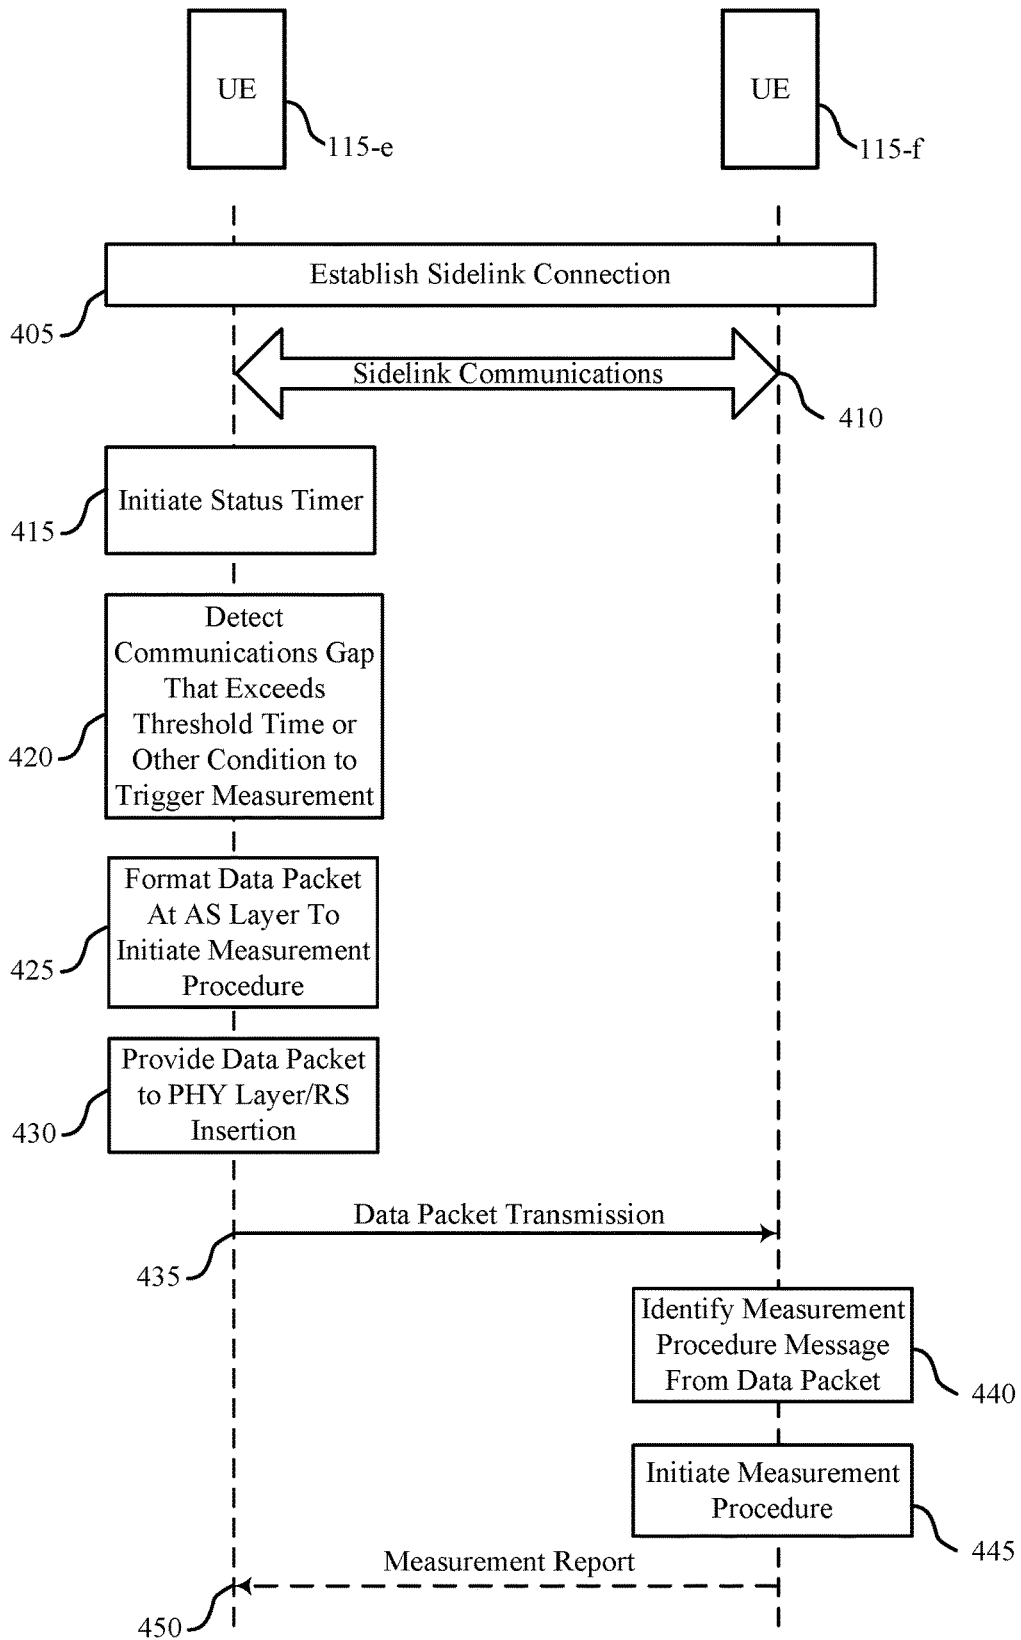 UE
115-e
UE
115-f
Establish Sidelink Connection
405
Sidelink Communications
410
Initiate Status Timer
415
Detect
Communications Gap
That Exceeds
Threshold Time or
Other Condition to
Trigger Measurement
420
Format Data Packet
At AS Layer To
Initiate Measurement
Procedure
425
Provide Data Packet
to PHY Layer/RS
Insertion
430
Data Packet Transmission
435
Identify Measurement
Procedure Message
From Data Packet
440
Initiate Measurement
Procedure
445
Measurement Report
450